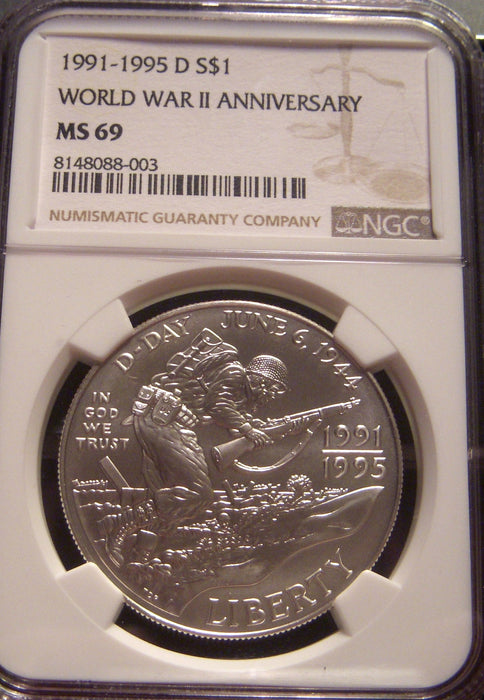 1991-1995 D S$1
WORLD WAR II ANNIVERSARY
MS 69
8148088-003
NUMISMATIC GUARANTY COMPANY
NGC®
D-DAY JUNE 6, 1944
IN
GOD
WE
TRUST
1991
1995
LIBERTY